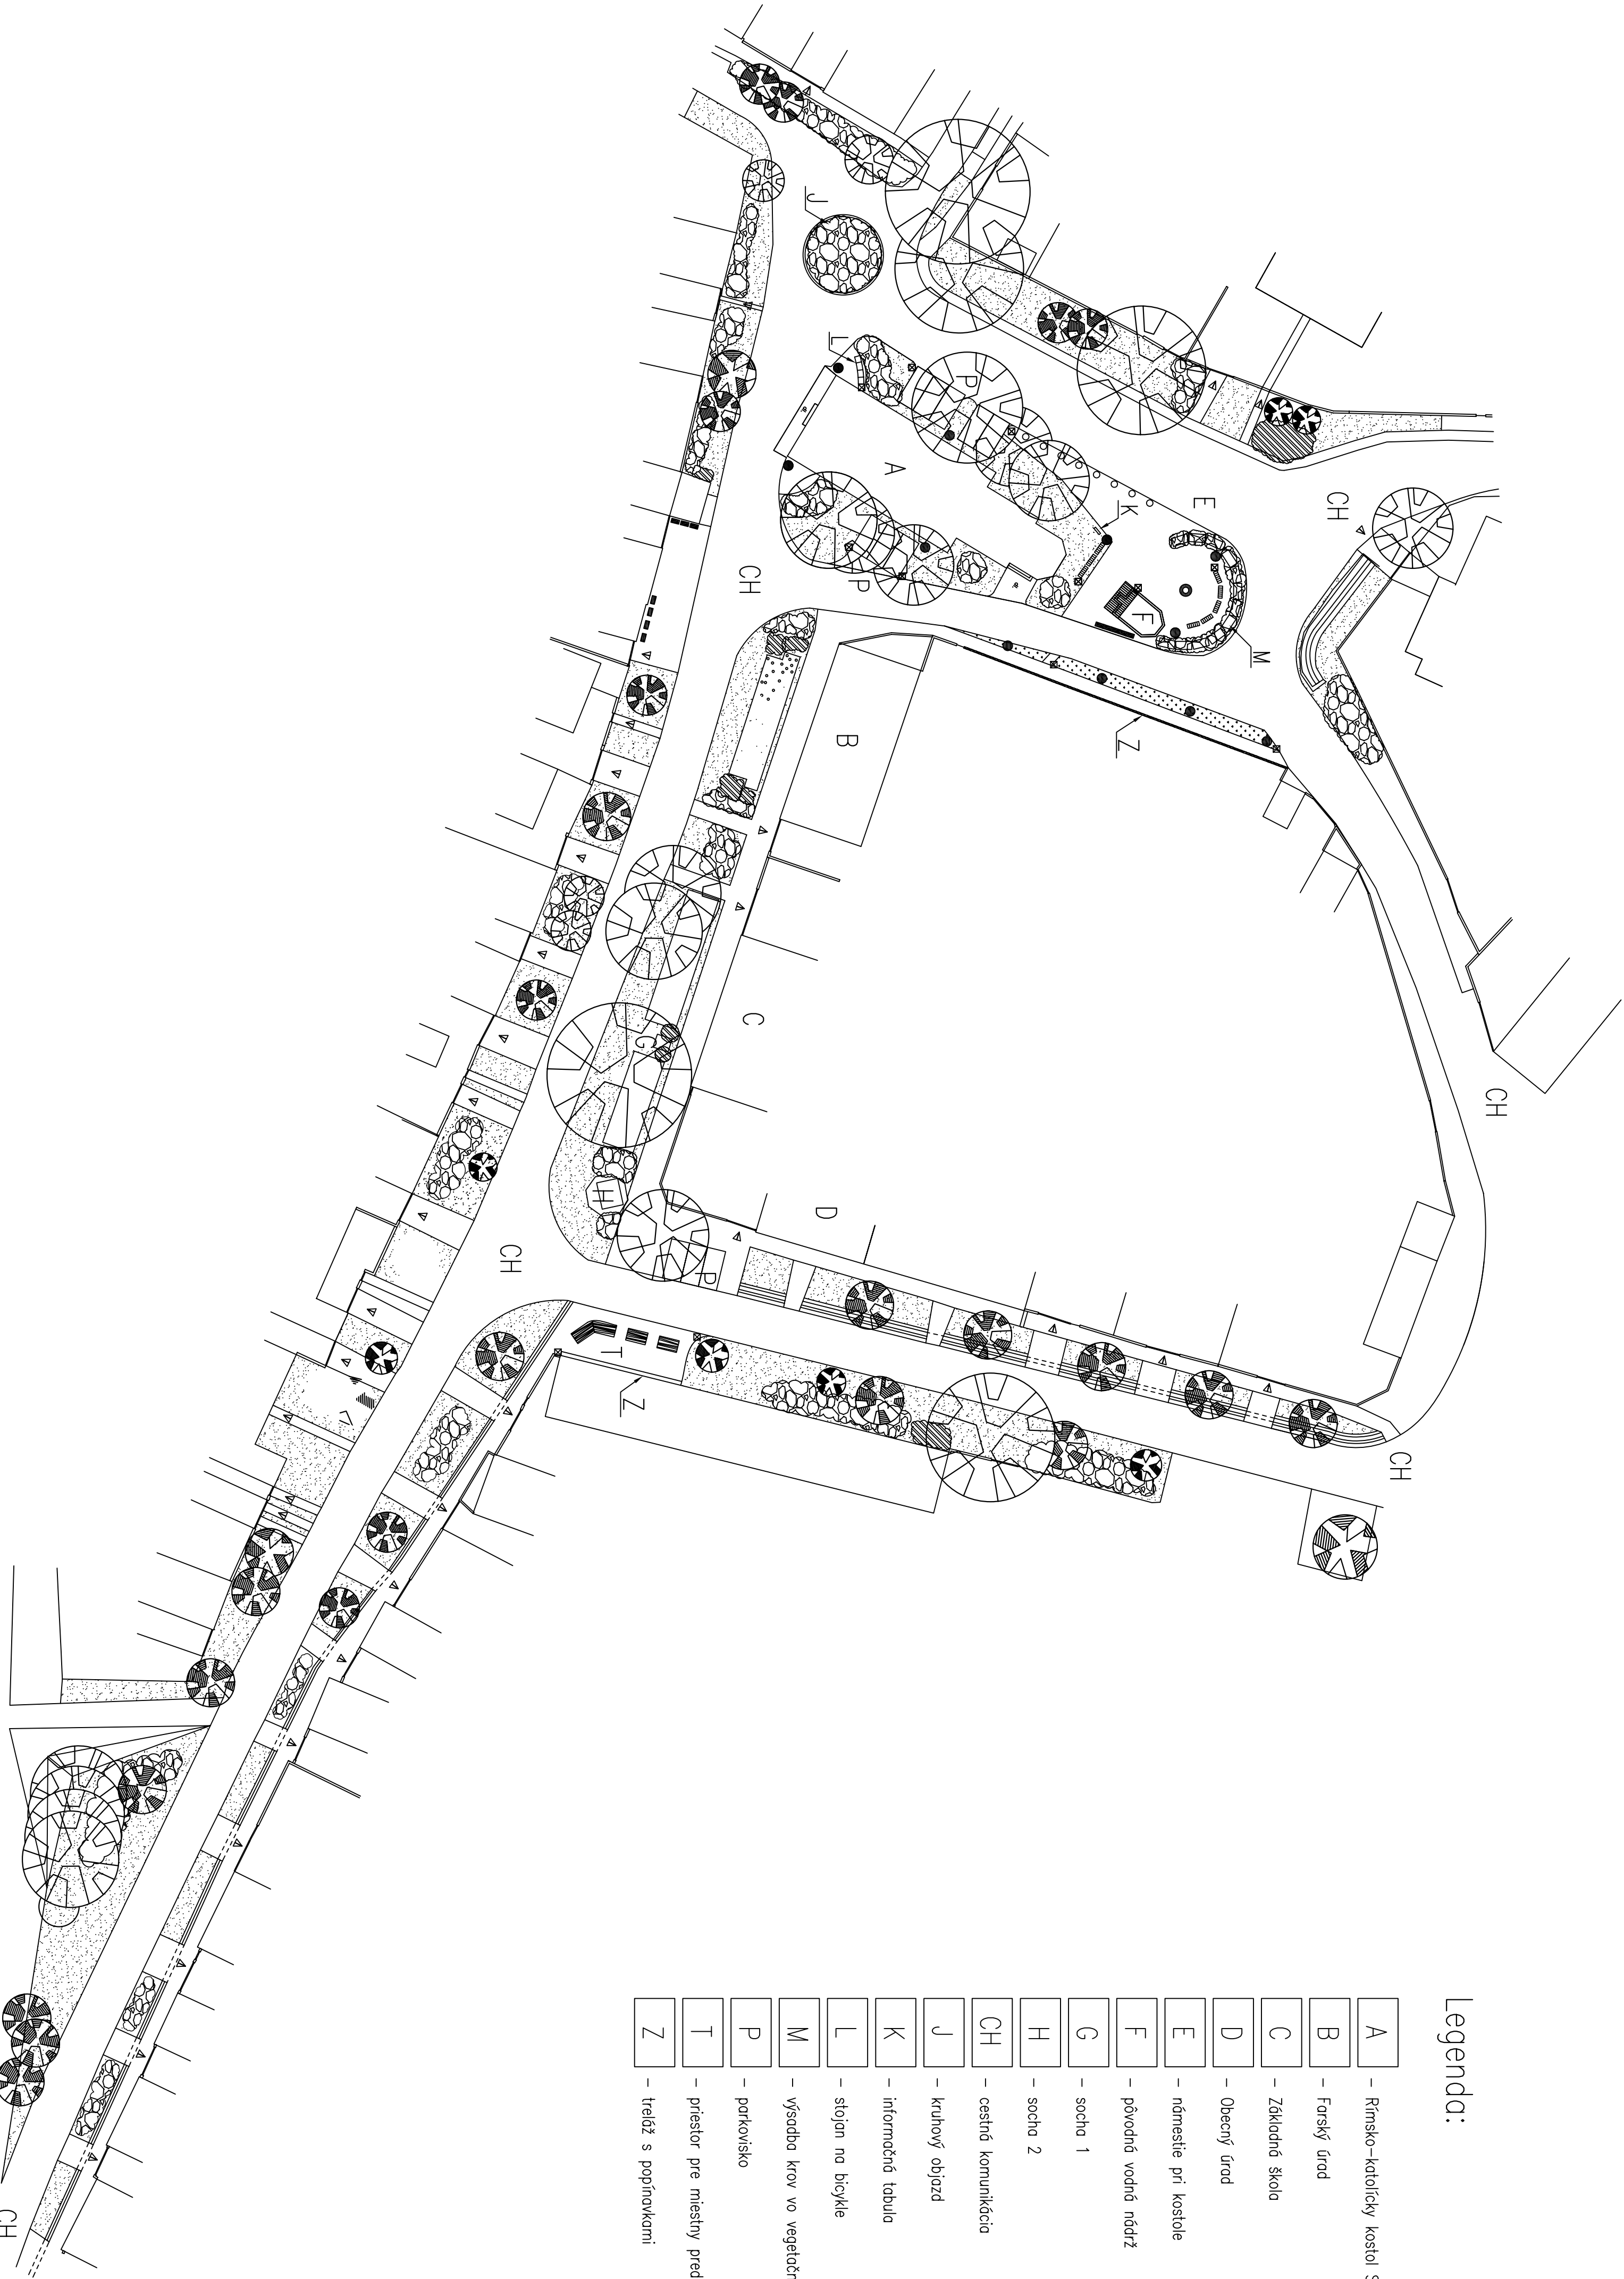 Legenda:
A - Rímsko-katolícky kostol
B - Farský úrad
C - Základná škola
D - Obecný úrad
E - námestie pri kostole
F - pôvodná vodná nádrž
G - socha 1
H - socha 2
CH - cestná komunikácia
J - kruhový objazd
K - informačná tabula
L - stojan na bicykle
M - výsadba krov vo
P - parkovisko
T - priestor pre miestny
Z - treláž s popínavkami
J
L
P
A
K
E
CH
CH
P
F
M
B
Z
C
CH
G
H
D
P
CH
T
Z
CH
CH